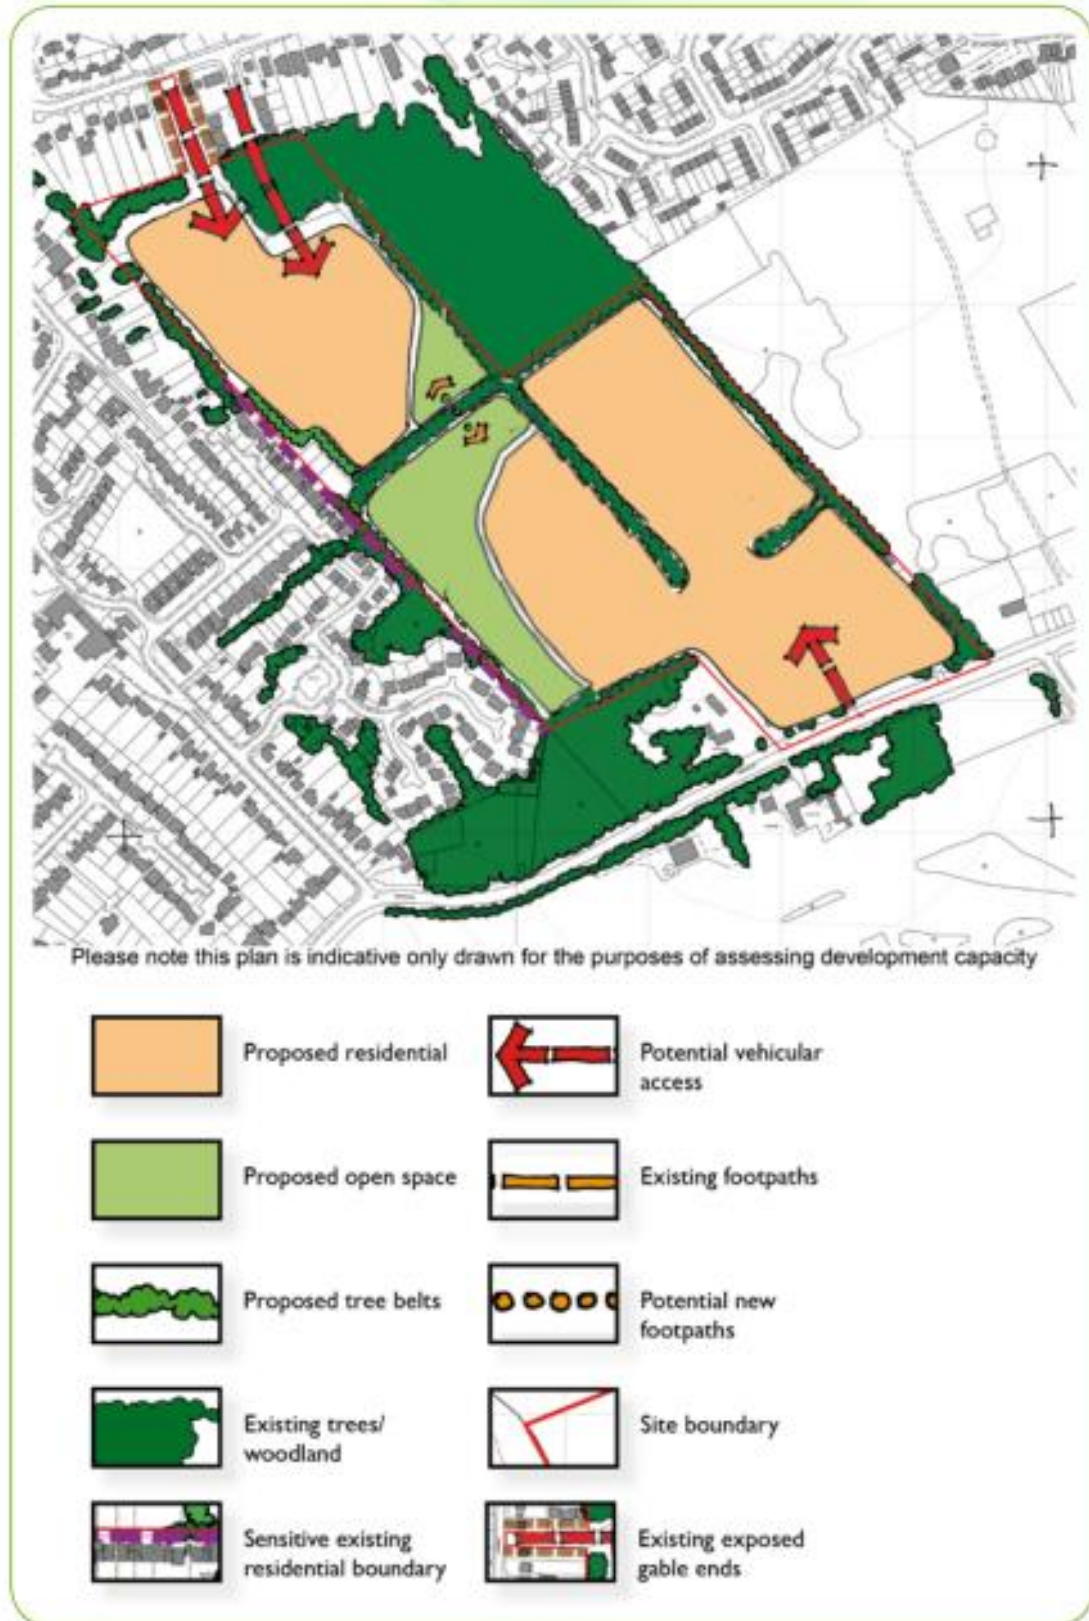 Please note this plan is indicative only drawn for the purposes of assessing development capacity
Proposed residential
Potential vehicular
access
Proposed open space
Existing footpaths
Proposed tree belts
Potential new
footpaths
Existing trees/
woodland
Site boundary
Sensitive existing
residential boundary
Existing exposed
gable ends